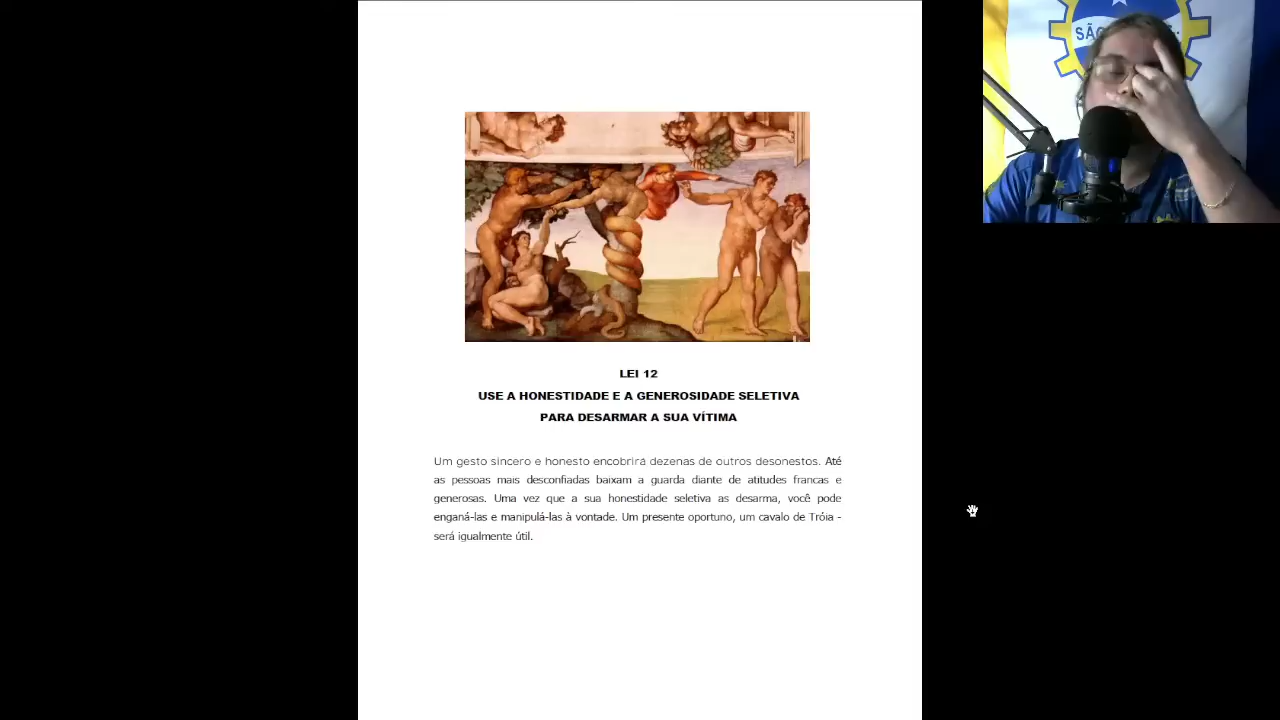 SÃO
LEI 12
USE A HONESTIDADE E A GENEROSIDADE SELETIVA
PARA DESARMAR A SUA VÍTIMA
Um gesto sincero e honesto encobrirá dezenas de outros desonestos. Até
as pessoas mais desconfiadas baixam a guarda diante de atitudes francas e
generosas. Uma vez que a sua honestidade seletiva as desarma, você pode
enganá-las e manipulá-las à vontade. Um presente oportuno, um cavalo de Tróia -
será igualmente útil.